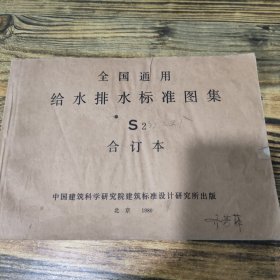 全国通用
给水排水标准图集
S2
合订本
中国建筑科学研究院建筑标准设计研究所出版
北京 1980